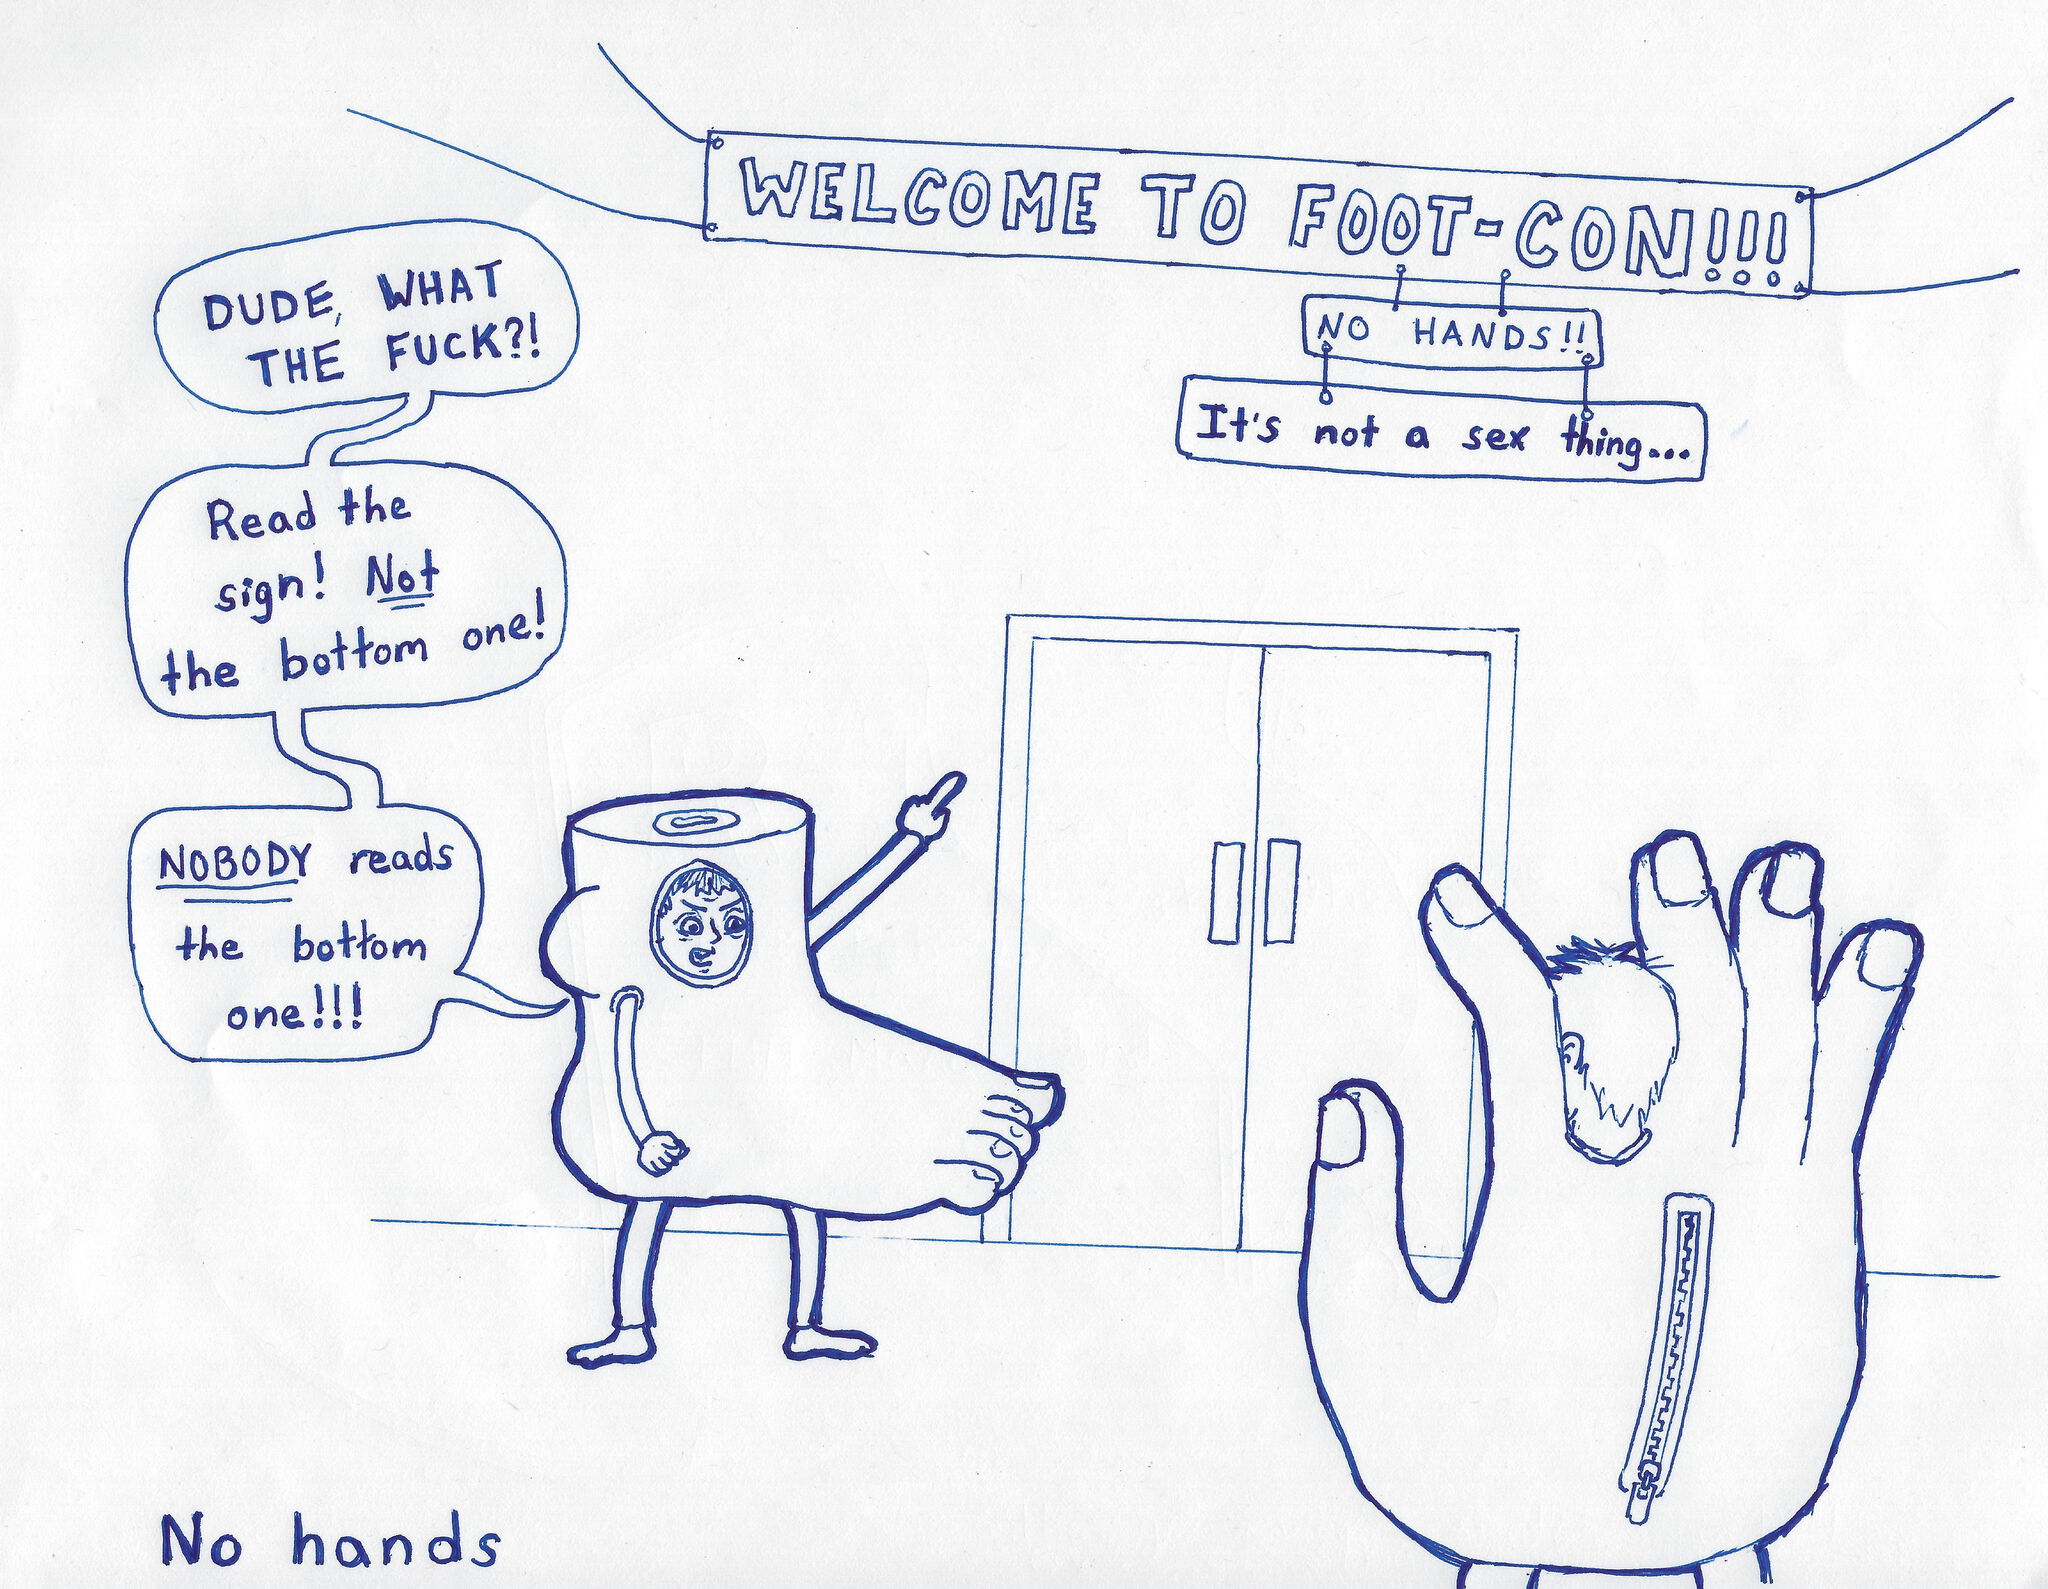 WELCOME TO FOOT-CON!!!
NO HANDS!!
It's not a sex thing...
DUDE, WHAT
THE FUCK?!
Read the
sign! Not
the bottom one!
NOBODY reads
the bottom
one!!!
No hands